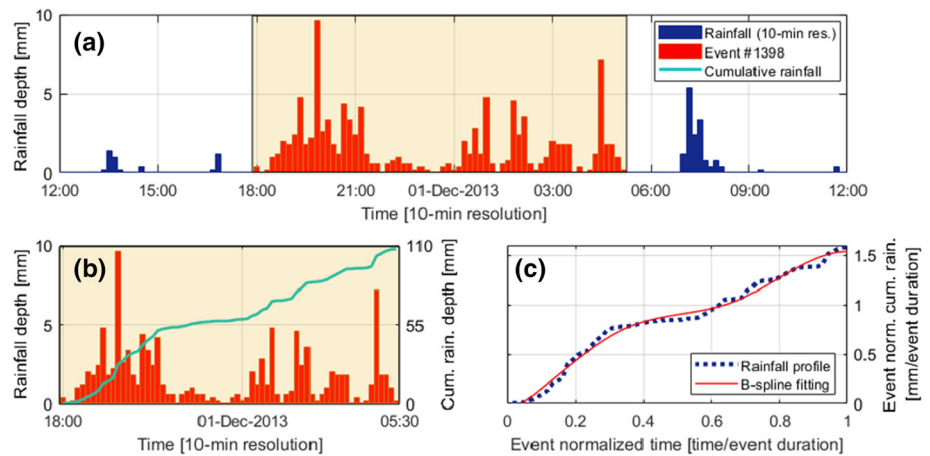 (a)
Rainfall depth [mm]
10
5
0
Rainfall (10-min res.)
Event #1398
Cumulative rainfall
12:00 15:00 18:00 21:00 01-Dec-2013 03:00 06:00 09:00 12:00
Time [10-min resolution]
(b)
Rainfall depth [mm]
10
5
0
110
55
0
Cum. rain. depth [mm]
18:00 01-Dec-2013 05:30
Time [10-min resolution]
(c)
1.5
1
0.5
0
Event norm. cum. rain.
[mm/event duration]
Rainfall profile
B-spline fitting
0 0.2 0.4 0.6 0.8 1
Event normalized time [time/event duration]